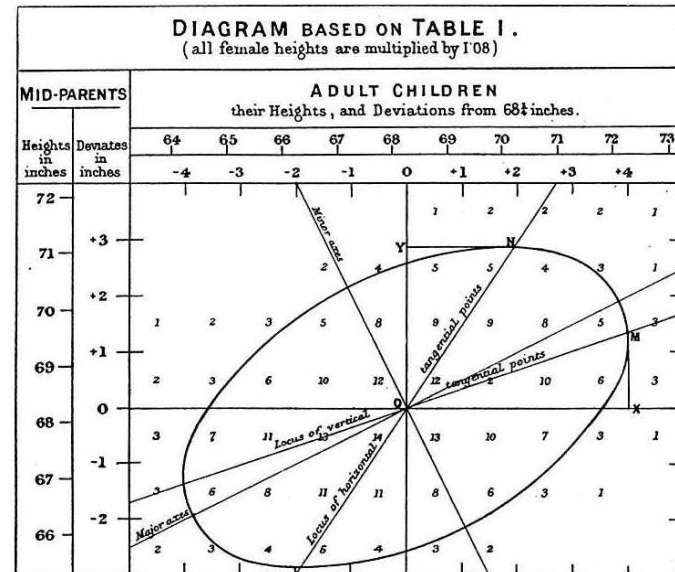 DIAGRAM BASED ON TABLE I.
(all female heights are multiplied by 1'08)
MID-PARENTS
ADULT CHILDREN
their Heights, and Deviations from 68¼ inches.
Heights in inches
Deviates in inches
64 65 66 67 68 69 70 71 72 73
-4 -3 -2 -1 0 +1 +2 +3 +4
72
1 2 2 2 1
Minor axes
+3
Y N
71
2 4 5 5 4 3 1
+2
tangential points
70
1 2 3 5 8 9 9 8 5 3
M
+1
tangential points
69
2 3 6 10 12 12 2 10 6 3
0
O X
68
3 7 11 13 14 13 10 7 3 1
Locus of vertical
-1
67
3 6 8 11 11 8 6 3 1
Locus of horizontal
-2
Major axes
66
2 3 4 6 4 3 2